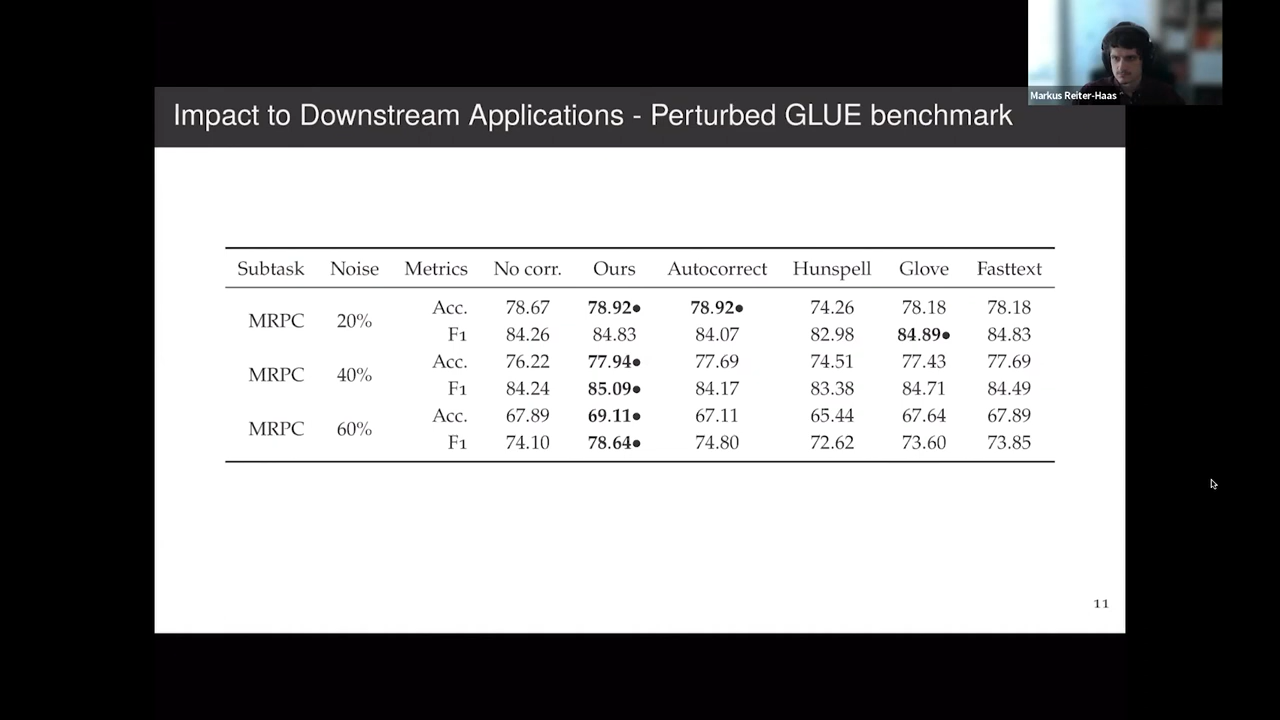 Markus Reiter-Haas
Impact to Downstream Applications - Perturbed GLUE benchmark
Subtask Noise Metrics No corr. Ours Autocorrect Hunspell Glove Fasttext
MRPC 20% Acc. 78.67 78.92● 78.92● 74.26 78.18 78.18
F1 84.26 84.83 84.07 82.98 84.89● 84.83
MRPC 40% Acc. 76.22 77.94● 77.69 74.51 77.43 77.69
F1 84.24 85.09● 84.17 83.38 84.71 84.49
MRPC 60% Acc. 67.89 69.11● 67.11 65.44 67.64 67.89
F1 74.10 78.64● 74.80 72.62 73.60 73.85
11